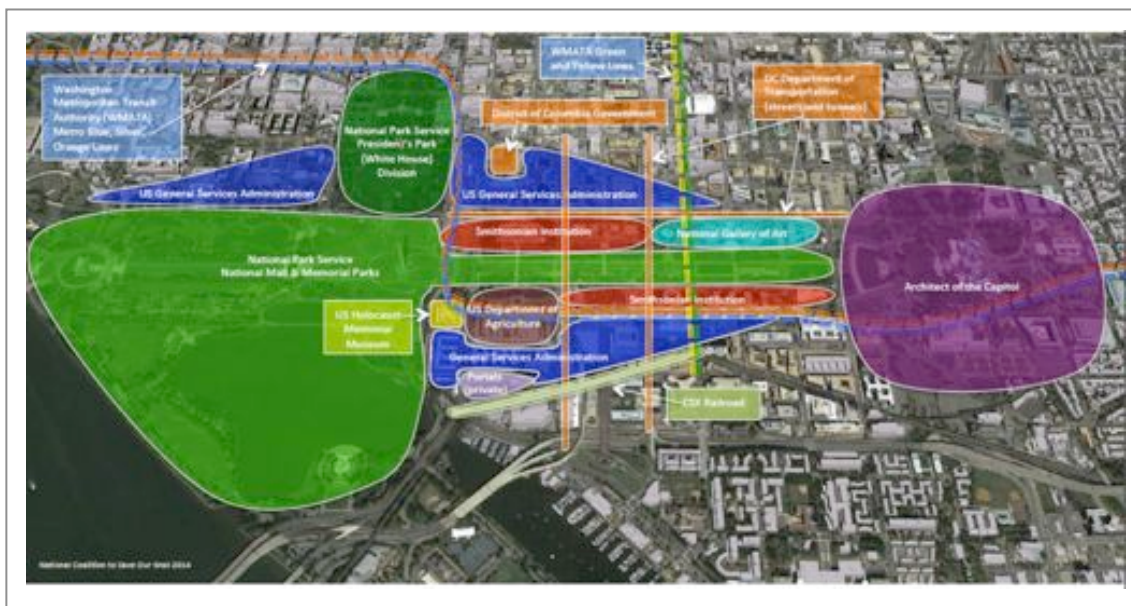 WMATA Green
and Yellow Lines
DC Department of
Transportation
(streets and tunnels)
Washington
Metropolitan Transit
Authority (WMATA)
Metro Blue, Silver,
Orange Lines
District of Columbia Government
National Park Service
President's Park
(White House)
Division
US General Services Administration
US General Services Administration
Smithsonian Institution
National Gallery of Art
National Park Service
National Mall & Memorial Parks
Architect of the Capitol
Smithsonian Institution
US Holocaust
Memorial
Museum
US Department of
Agriculture
General Services Administration
Portals
(private)
CSX Railroad
National Coalition to Save Our Mall 2014